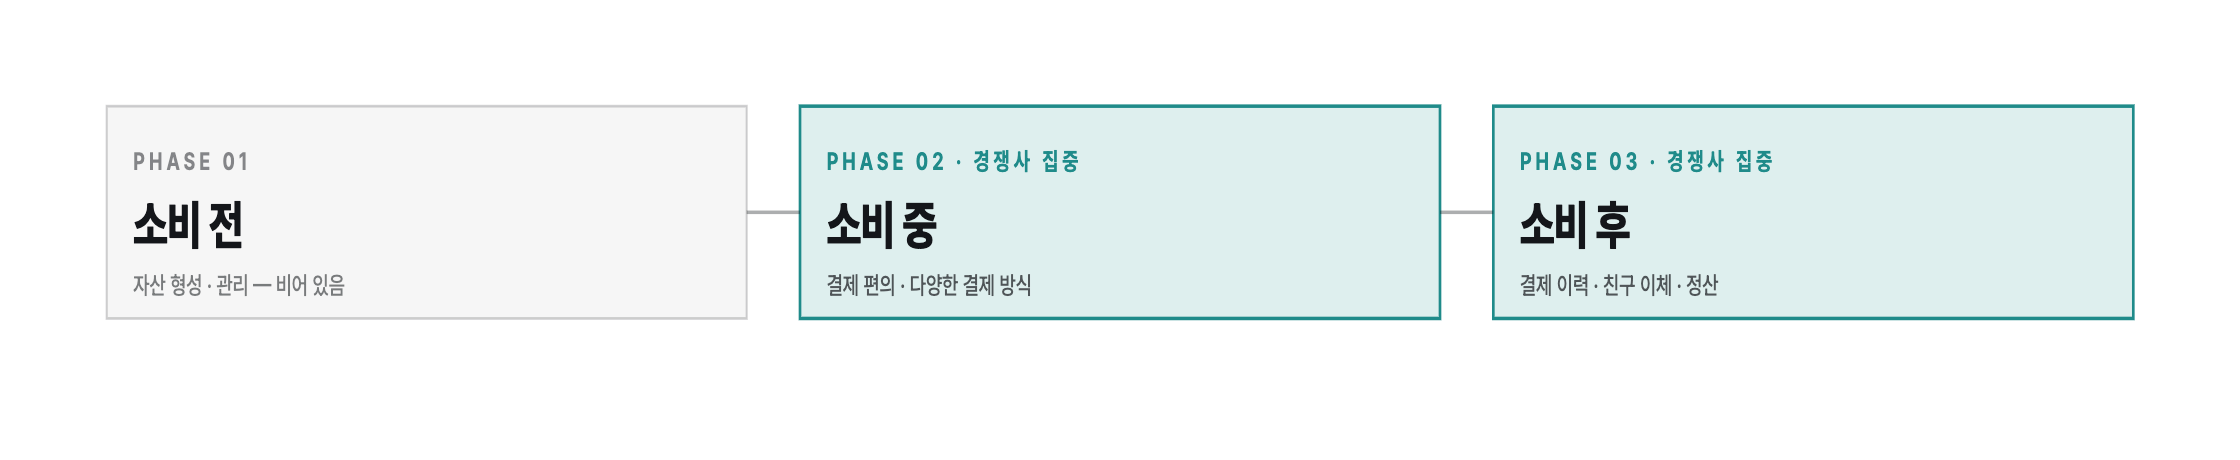 PHASE 01
소비 전
자산 형성 · 관리 — 비어 있음
PHASE 02 · 경쟁사 집중
소비 중
결제 편의 · 다양한 결제 방식
PHASE 03 · 경쟁사 집중
소비 후
결제 이력 · 친구 이체 · 정산